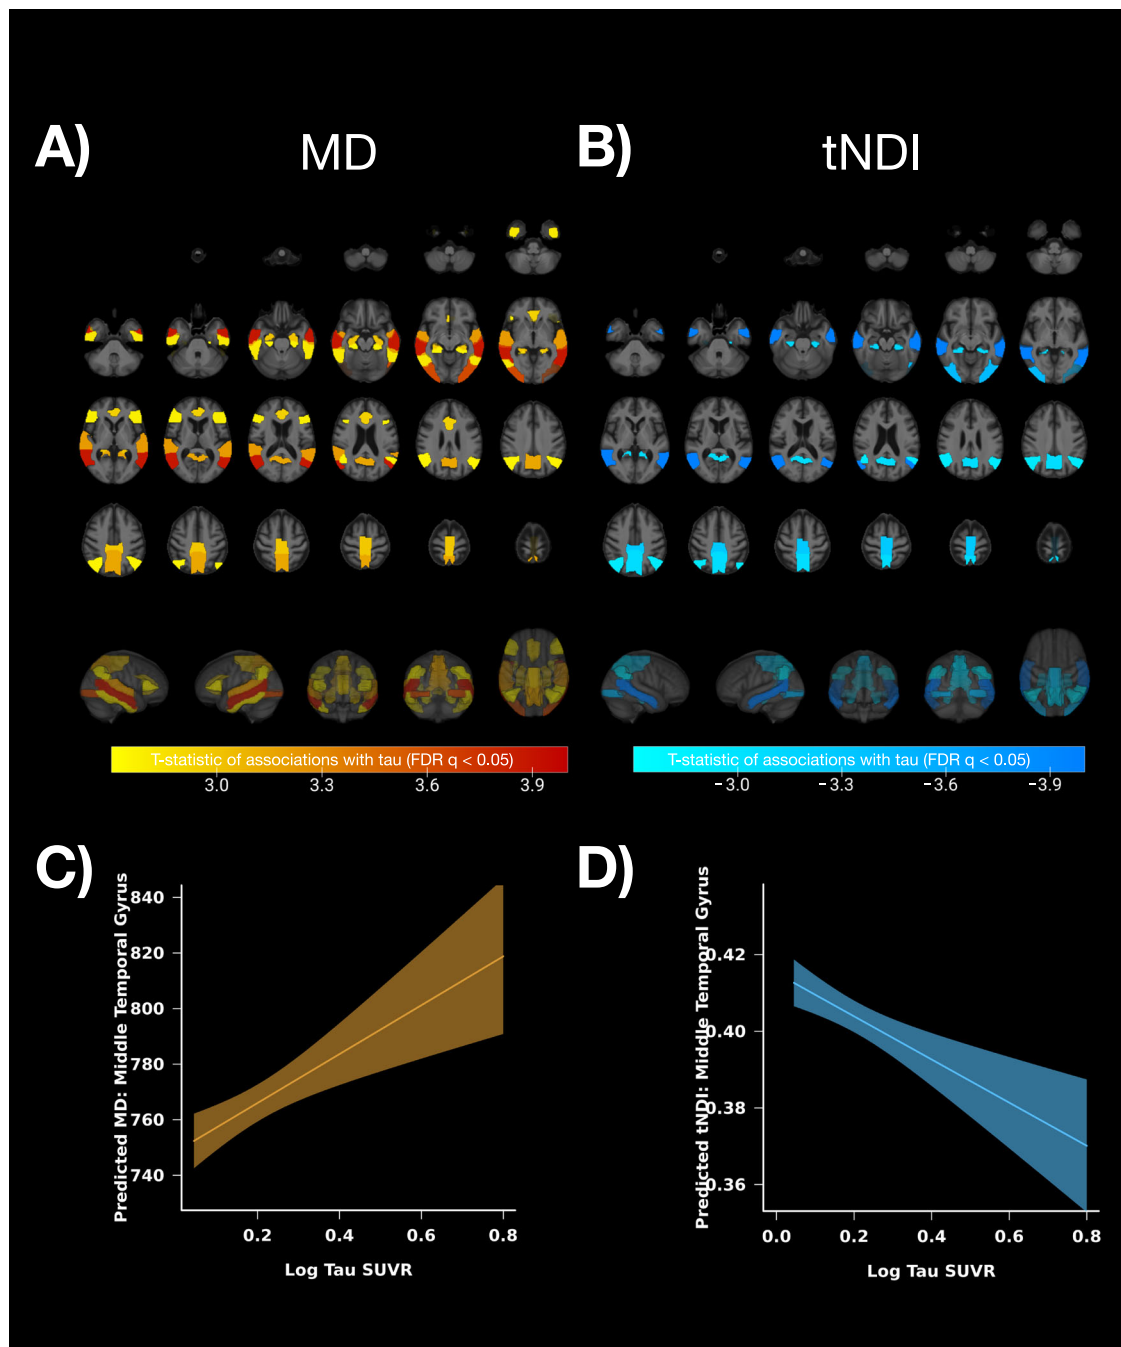 A)
MD
B)
tNDI
T-statistic of associations with tau (FDR q < 0.05)
3.0 3.3 3.6 3.9
T-statistic of associations with tau (FDR q < 0.05)
−3.0 −3.3 −3.6 −3.9
C)
Predicted MD: Middle Temporal Gyrus
840
820
800
780
760
740
0.2 0.4 0.6 0.8
Log Tau SUVR
D)
Predicted tNDI: Middle Temporal Gyrus
0.42
0.40
0.38
0.36
0.0 0.2 0.4 0.6 0.8
Log Tau SUVR